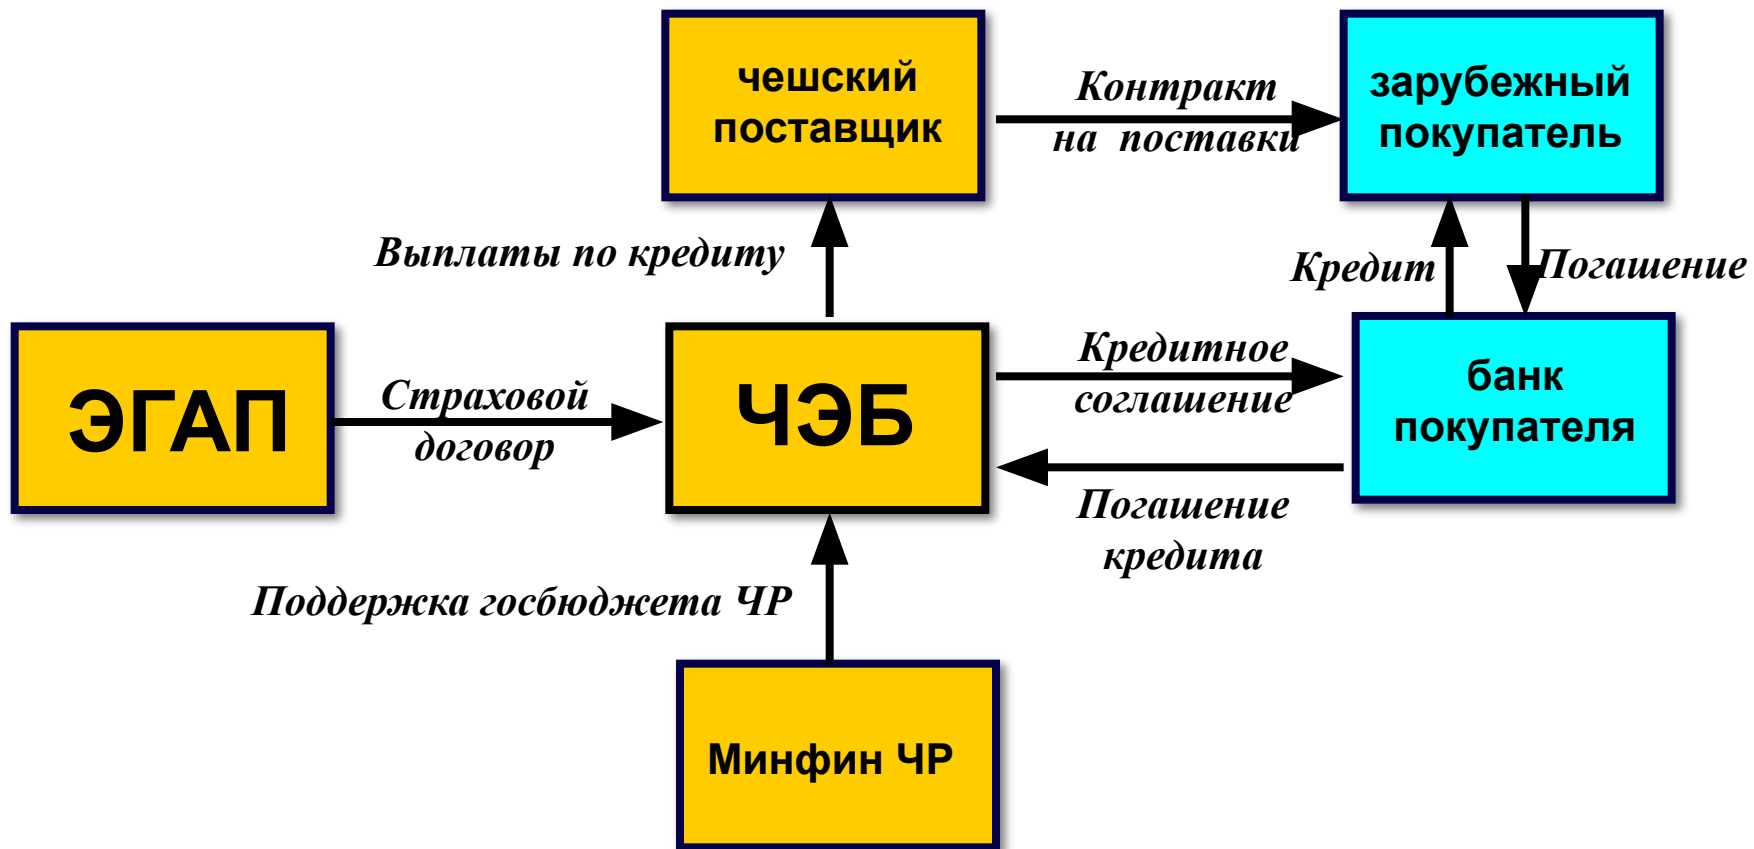 чешский
поставщик
Контракт
на поставки
зарубежный
покупатель
Выплаты по кредиту
Кредит
Погашение
ЭГАП
Страховой
договор
ЧЭБ
Кредитное
соглашение
банк
покупателя
Погашение
кредита
Поддержка госбюджета ЧР
Минфин ЧР